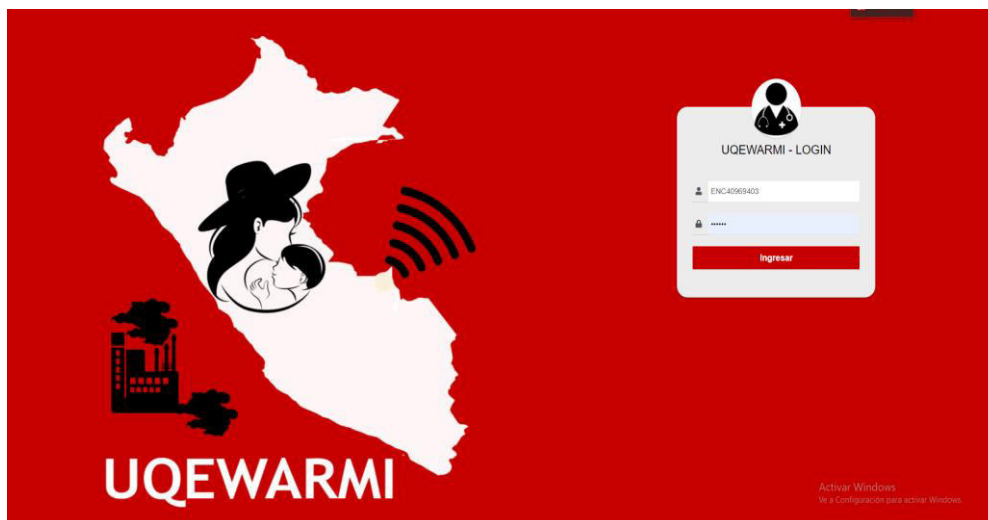 UQEWARMI - LOGIN
ENC40969403
••••••
Ingresar
UQEWARMI
Activar Windows
Ve a Configuración para activar Windows.